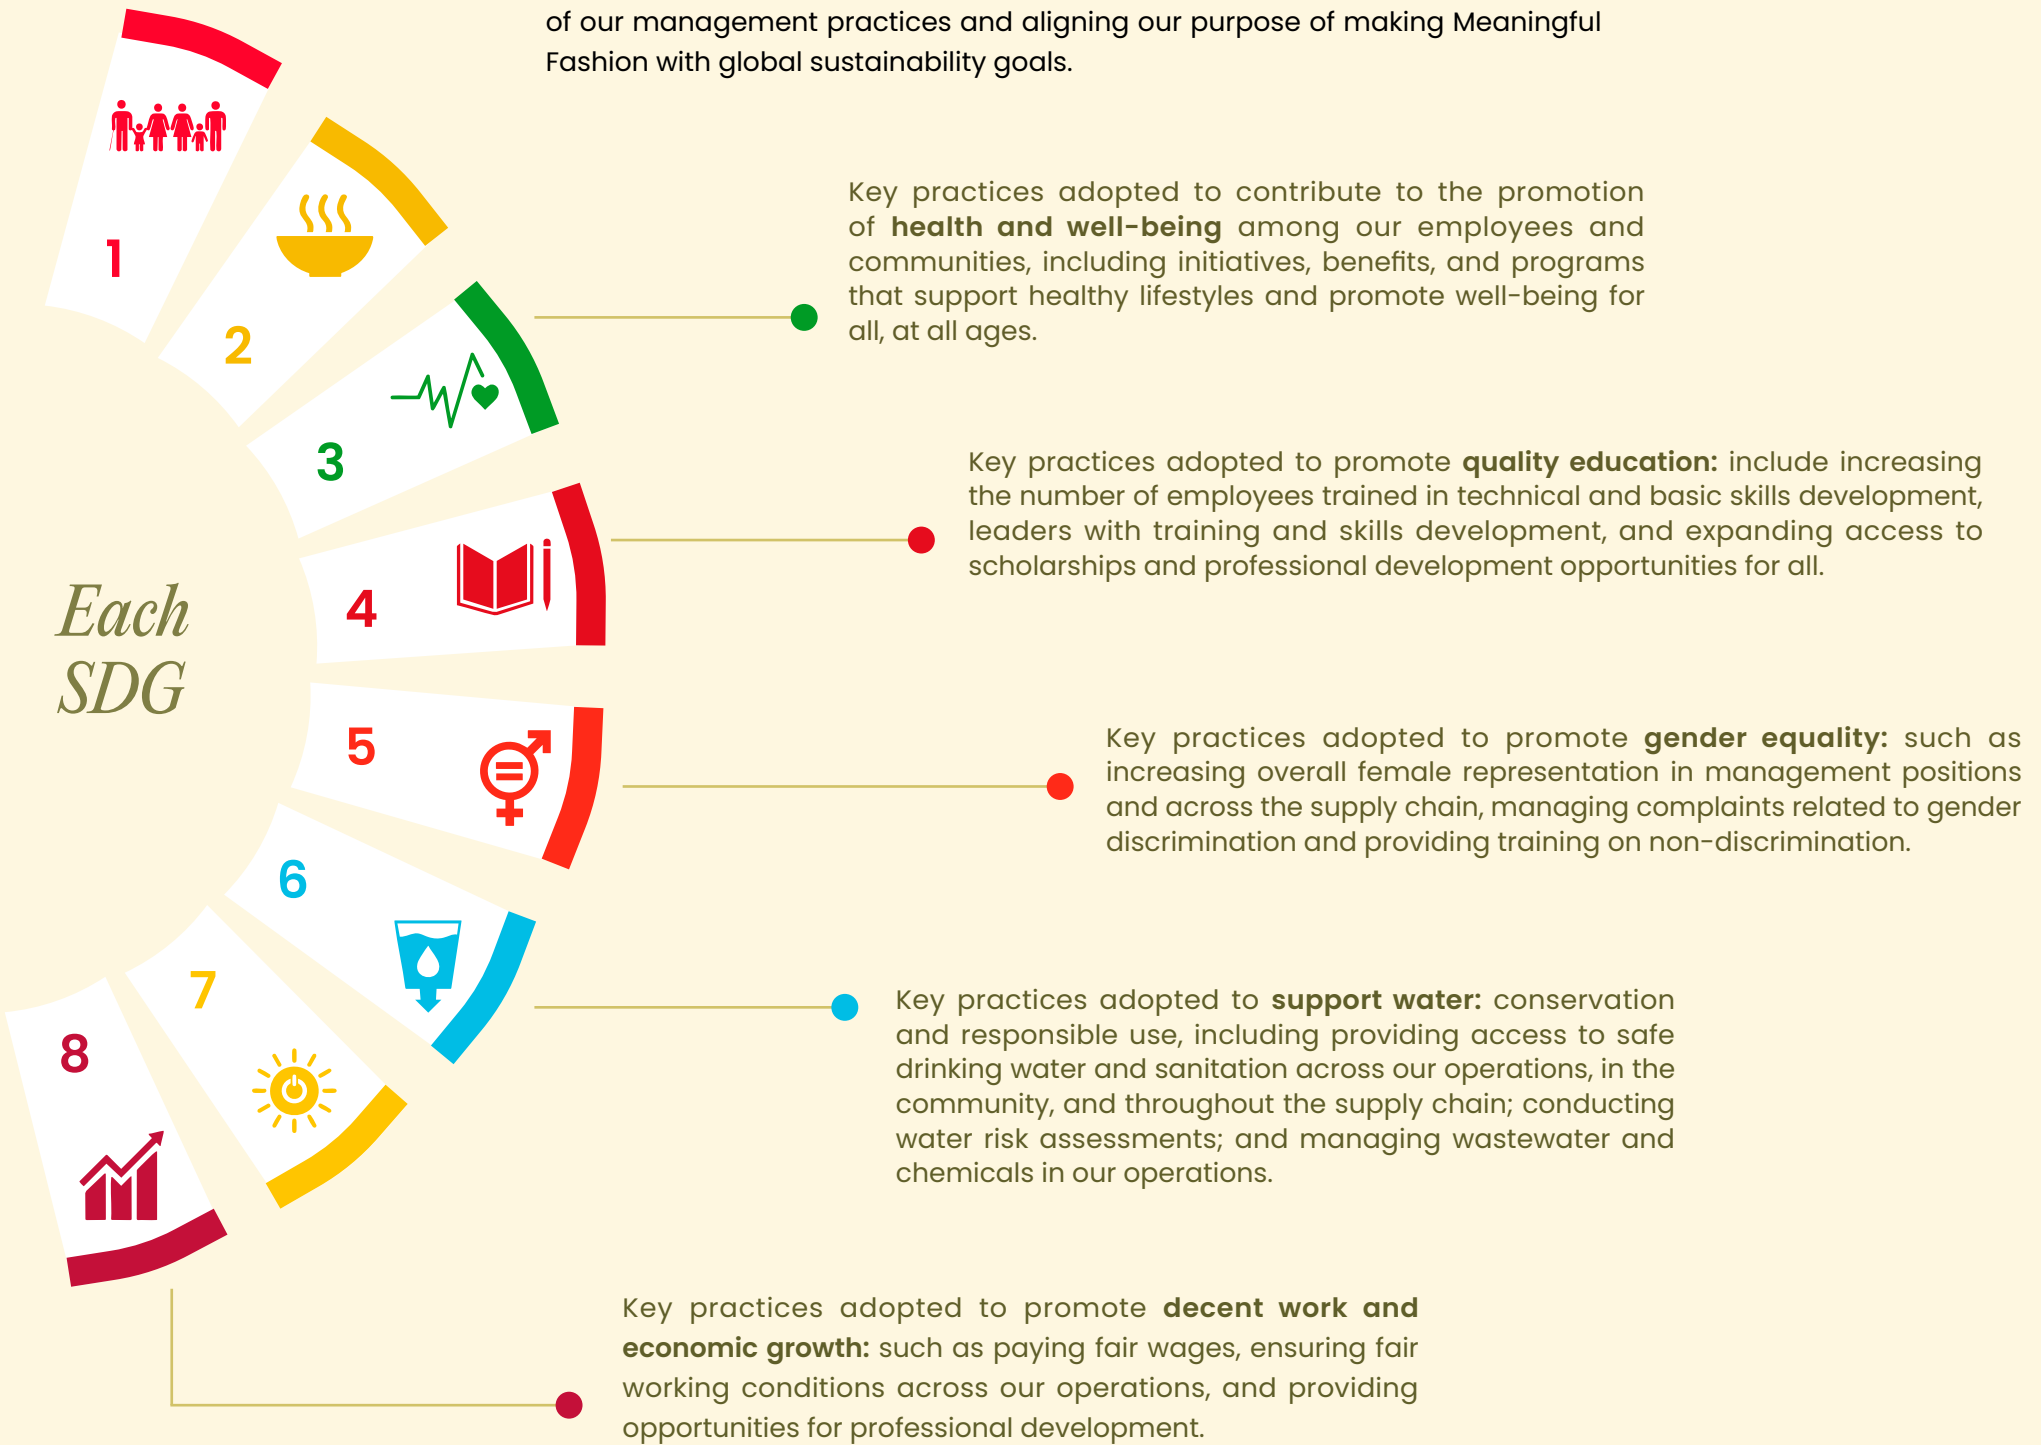 of our management practices and aligning our purpose of making Meaningful
Fashion with global sustainability goals.
1
2
3
4
5
6
7
8
Each
SDG
Key practices adopted to contribute to the promotion
of health and well-being among our employees and
communities, including initiatives, benefits, and programs
that support healthy lifestyles and promote well-being for
all, at all ages.
Key practices adopted to promote quality education: include increasing
the number of employees trained in technical and basic skills development,
leaders with training and skills development, and expanding access to
scholarships and professional development opportunities for all.
Key practices adopted to promote gender equality: such as
increasing overall female representation in management positions
and across the supply chain, managing complaints related to gender
discrimination and providing training on non-discrimination.
Key practices adopted to support water: conservation
and responsible use, including providing access to safe
drinking water and sanitation across our operations, in the
community, and throughout the supply chain; conducting
water risk assessments; and managing wastewater and
chemicals in our operations.
Key practices adopted to promote decent work and
economic growth: such as paying fair wages, ensuring fair
working conditions across our operations, and providing
opportunities for professional development.